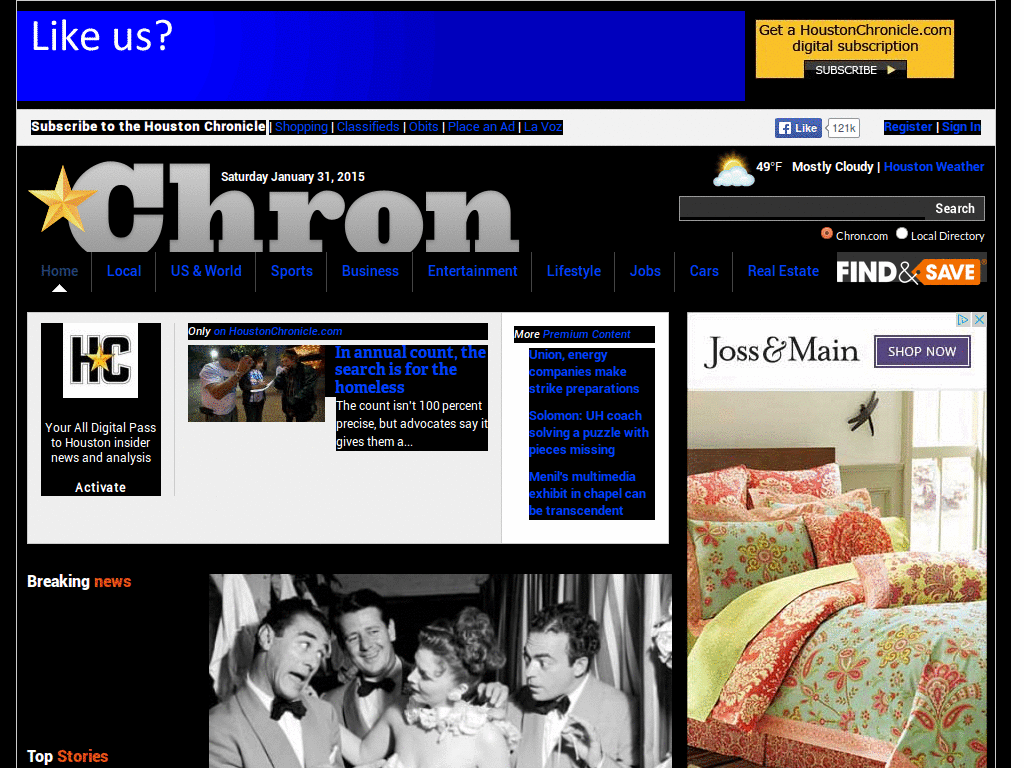 Like us?
Get a HoustonChronicle.com
digital subscription
SUBSCRIBE
Subscribe to the Houston Chronicle | Shopping | Classifieds | Obits | Place an Ad | La Voz
Like 121k
Register | Sign In
Chron
Saturday January 31, 2015
49°F Mostly Cloudy | Houston Weather
Search
Chron.com Local Directory
Home Local US & World Sports Business Entertainment Lifestyle Jobs Cars Real Estate FIND & SAVE
HC
Your All Digital Pass
to Houston insider
news and analysis
Activate
Only on HoustonChronicle.com
In annual count, the
search is for the
homeless
The count isn't 100 percent
precise, but advocates say it
gives them a...
More Premium Content
Union, energy
companies make
strike preparations
Solomon: UH coach
solving a puzzle with
pieces missing
Menil's multimedia
exhibit in chapel can
be transcendent
Joss&Main
SHOP NOW
Breaking news
Top Stories